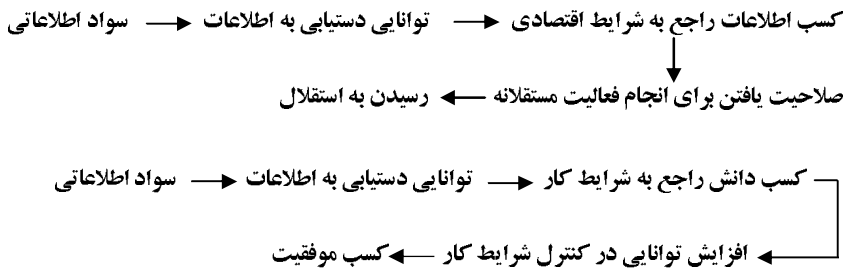 کسب اطلاعات راجع به شرایط اقتصادی توانایی دستیابی به اطلاعات سواد اطلاعاتی
صلاحیت یافتن برای انجام فعالیت مستقلانه رسیدن به استقلال
کسب دانش راجع به شرایط کار توانایی دستیابی به اطلاعات سواد اطلاعاتی
افزایش توانایی در کنترل شرایط کار کسب موفقیت